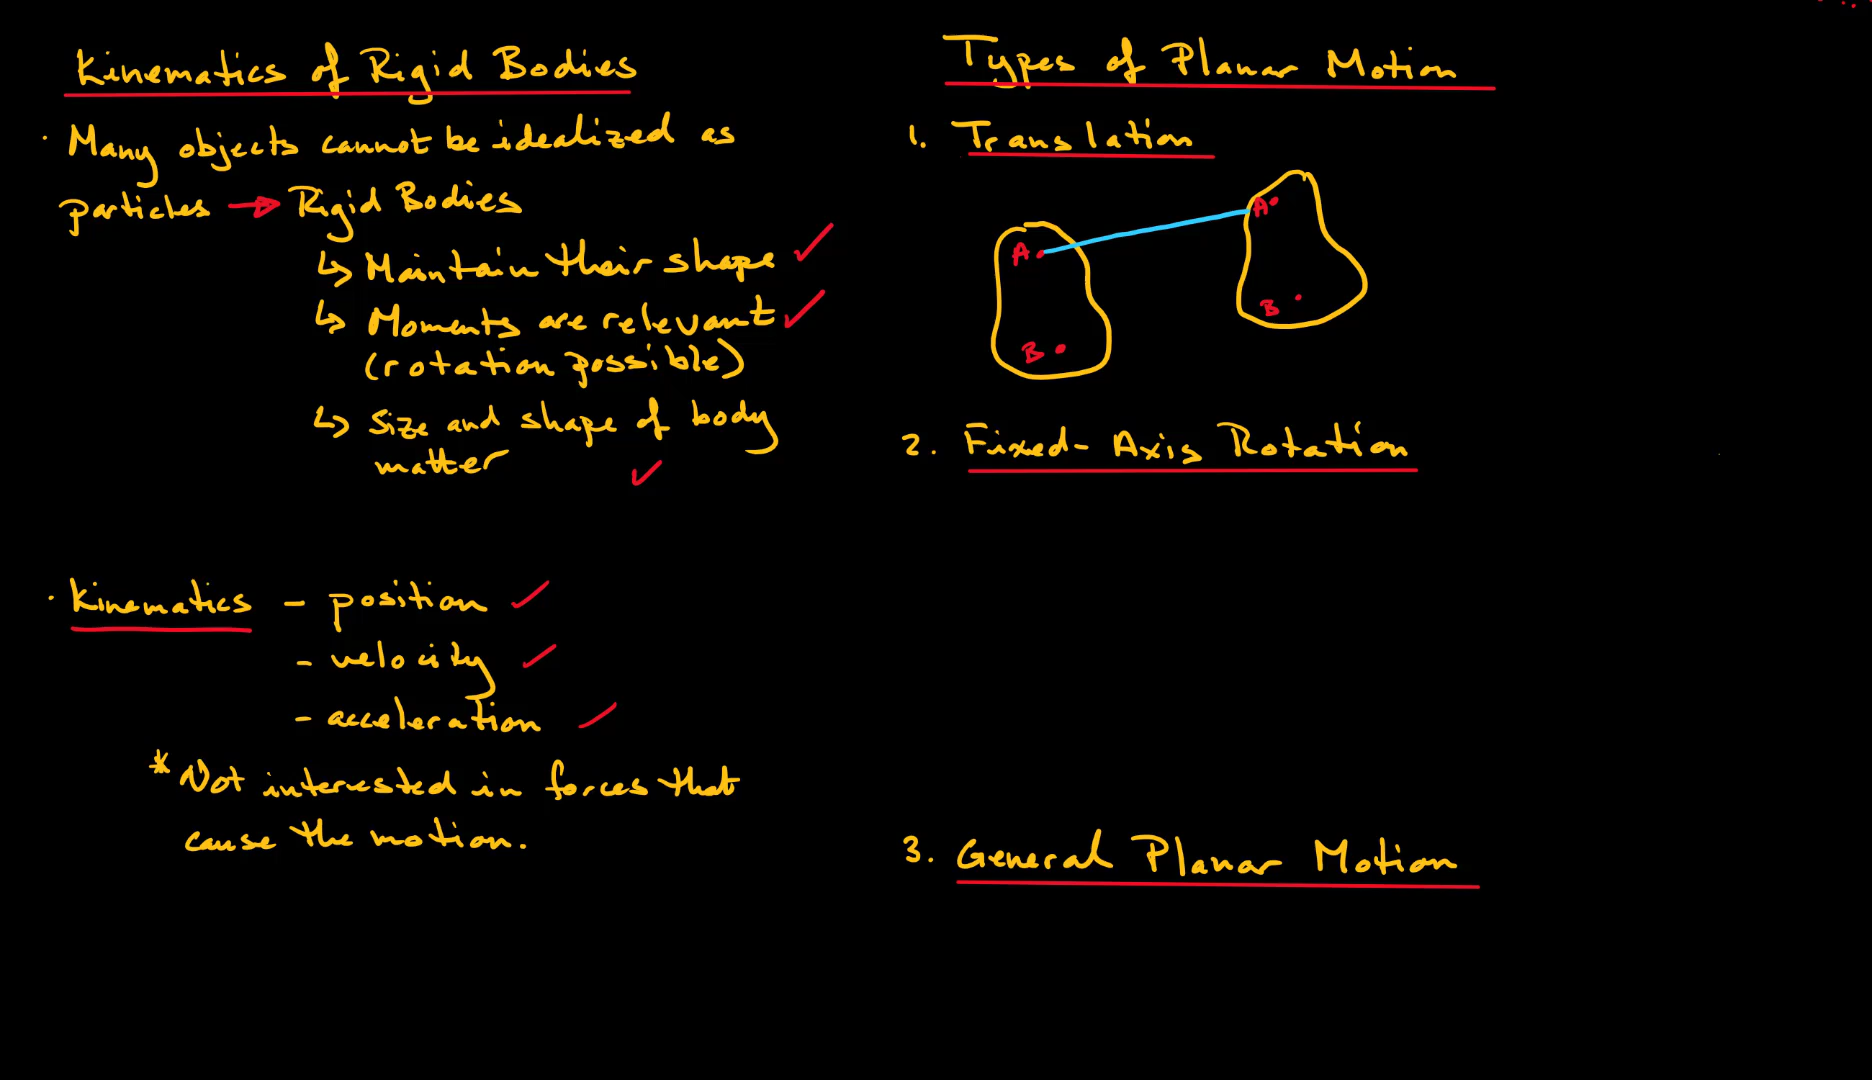 Kinematics of Rigid Bodies
· Many objects cannot be idealized as
particles → Rigid Bodies
↳ Maintain their shape ✓
↳ Moments are relevant ✓
(rotation possible)
↳ Size and shape of body
matter ✓
· Kinematics - position ✓
- velocity ✓
- acceleration ✓
* Not interested in forces that
cause the motion.
Types of Planar Motion
1. Translation
A
A
B
B
2. Fixed-Axis Rotation
3. General Planar Motion